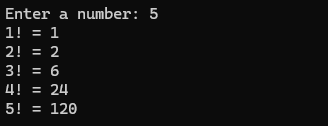 Enter a number: 5
1! = 1
2! = 2
3! = 6
4! = 24
5! = 120